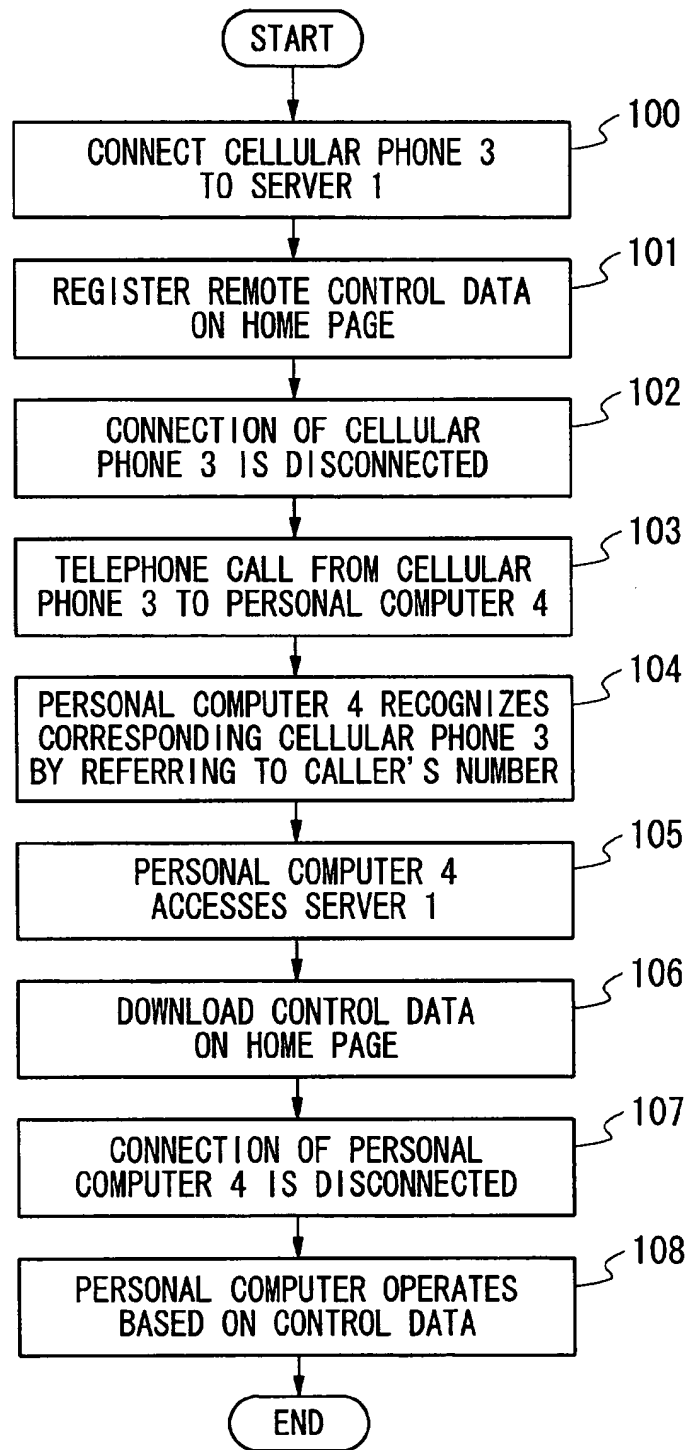 START
100
CONNECT CELLULAR PHONE 3
TO SERVER 1
101
REGISTER REMOTE CONTROL DATA
ON HOME PAGE
102
CONNECTION OF CELLULAR
PHONE 3 IS DISCONNECTED
103
TELEPHONE CALL FROM CELLULAR
PHONE 3 TO PERSONAL COMPUTER 4
104
PERSONAL COMPUTER 4 RECOGNIZES
CORRESPONDING CELLULAR PHONE 3
BY REFERRING TO CALLER'S NUMBER
105
PERSONAL COMPUTER 4
ACCESSES SERVER 1
106
DOWNLOAD CONTROL DATA
ON HOME PAGE
107
CONNECTION OF PERSONAL
COMPUTER 4 IS DISCONNECTED
108
PERSONAL COMPUTER OPERATES
BASED ON CONTROL DATA
END